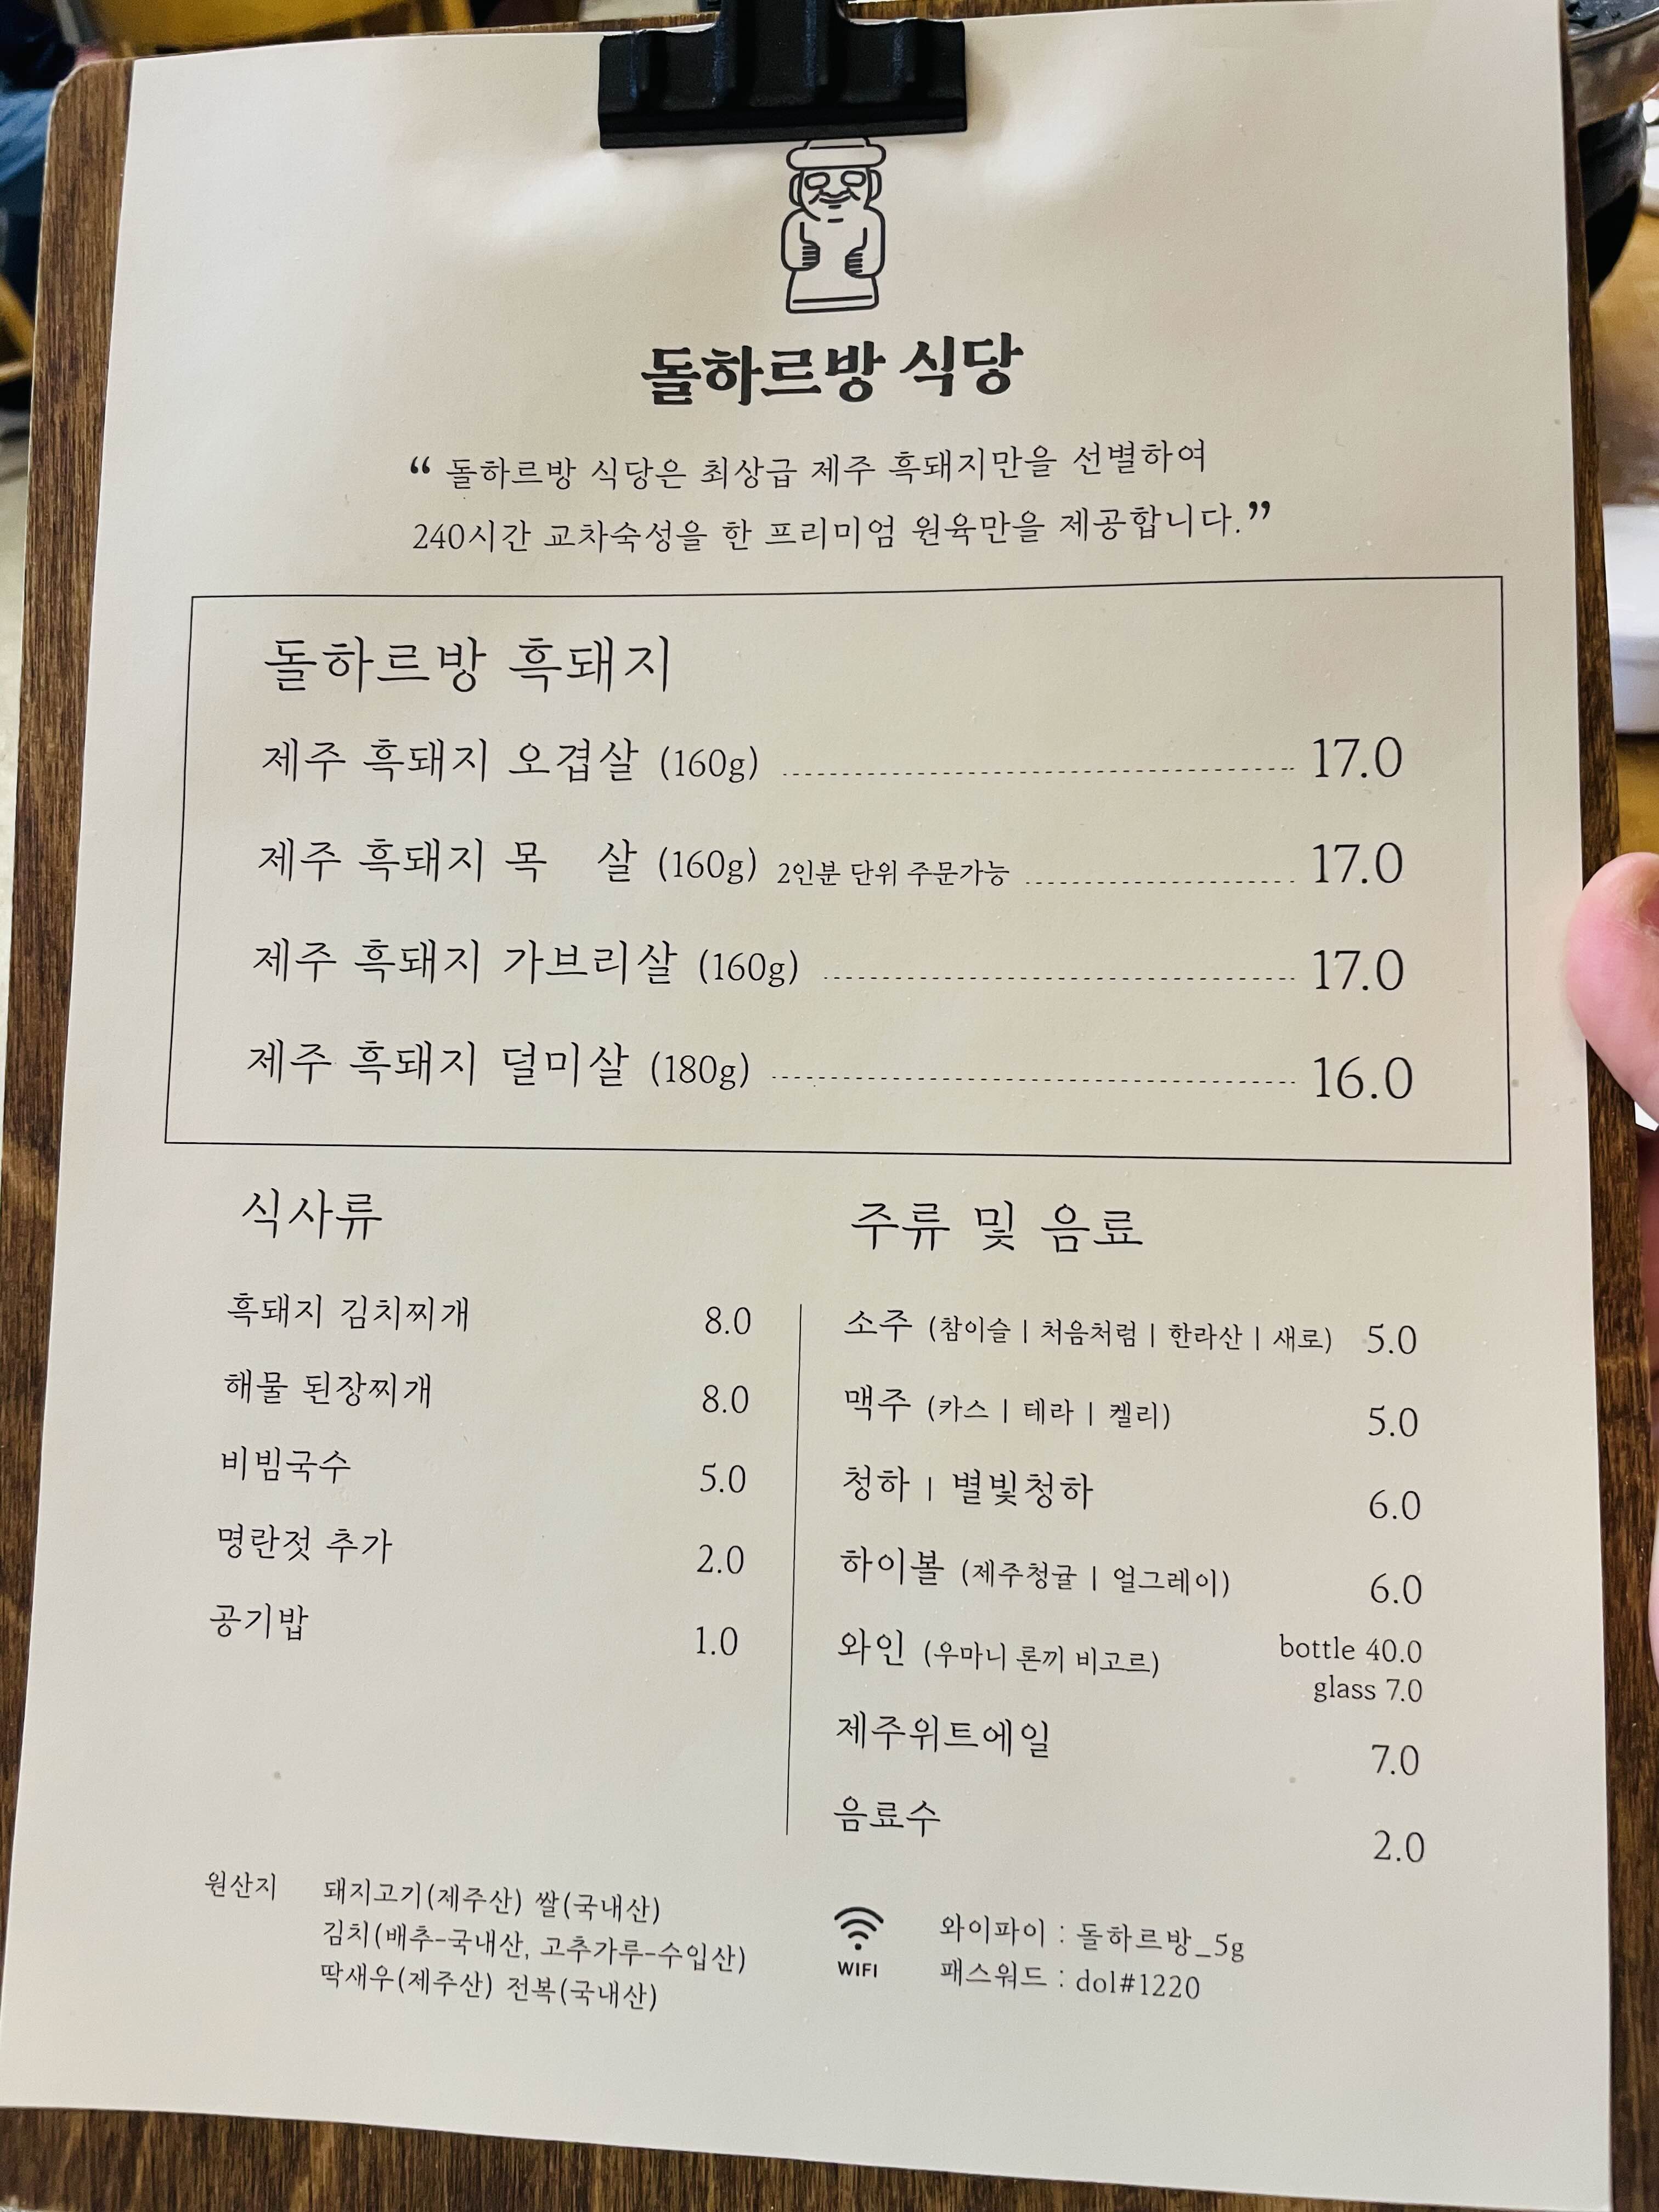 돌하르방 식당
“ 돌하르방 식당은 최상급 제주 흑돼지만을 선별하여
240시간 교차숙성을 한 프리미엄 원육만을 제공합니다.”
돌하르방 흑돼지
제주 흑돼지 오겹살 (160g) 17.0
제주 흑돼지 목 살 (160g) 2인분 단위 주문가능 17.0
제주 흑돼지 가브리살 (160g) 17.0
제주 흑돼지 덜미살 (180g) 16.0
식사류
흑돼지 김치찌개 8.0
해물 된장찌개 8.0
비빔국수 5.0
명란젓 추가 2.0
공기밥 1.0
주류 및 음료
소주 (참이슬 | 처음처럼 | 한라산 | 새로) 5.0
맥주 (카스 | 테라 | 켈리) 5.0
청하 | 별빛청하 6.0
하이볼 (제주청귤 | 얼그레이) 6.0
와인 (우마니 론끼 비고르) bottle 40.0
glass 7.0
제주위트에일 7.0
음료수 2.0
원산지 돼지고기(제주산) 쌀(국내산)
김치(배추-국내산, 고추가루-수입산)
딱새우(제주산) 전복(국내산)
WIFI
와이파이 : 돌하르방_5g
패스워드 : dol#1220